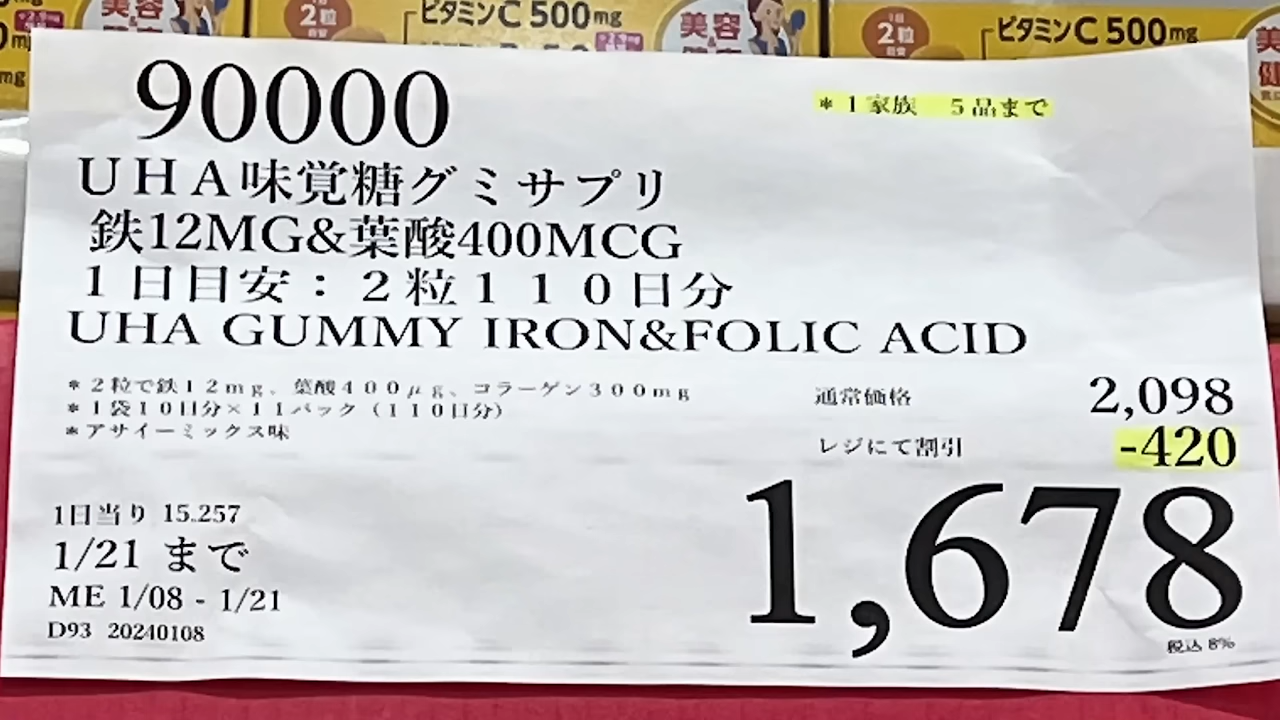 2粒
ビタミンC 500mg
美容
2粒
ビタミンC 500mg
90000
*1家族 5品まで
UHA味覚糖グミサプリ
鉄12MG&葉酸400MCG
1日目安：2粒110日分
UHA GUMMY IRON&FOLIC ACID
*2粒で鉄12mg、葉酸400μg、コラーゲン300mg
*1袋10日分×11パック（110日分）
*アサイーミックス味
通常価格 2,098
レジにて割引 -420
1,678
税込 8%
1日当り 15.257
1/21 まで
ME 1/08 - 1/21
D93 20240108